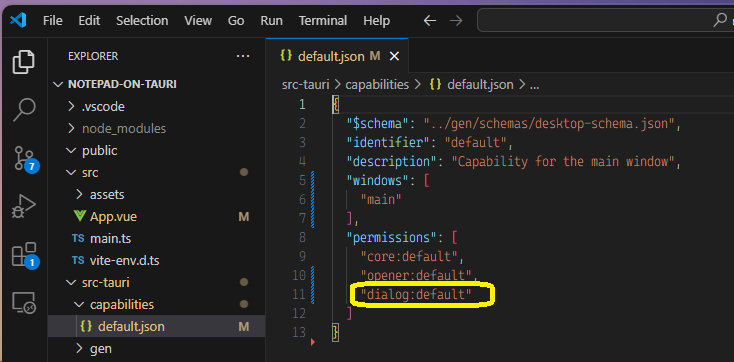 File Edit Selection View Go Run Terminal Help
EXPLORER
NOTEPAD-ON-TAURI
.vscode
node_modules
public
src
assets
App.vue M
TS main.ts
TS vite-env.d.ts
src-tauri
capabilities
{} default.json M
gen
7
1
{} default.json M
src-tauri > capabilities > {} default.json > ...
1 {
2 "$schema": "../gen/schemas/desktop-schema.json",
3 "identifier": "default",
4 "description": "Capability for the main window",
5 "windows": [
6 "main"
7 ],
8 "permissions": [
9 "core:default",
10 "opener:default",
11 "dialog:default"
12 ]
13 }